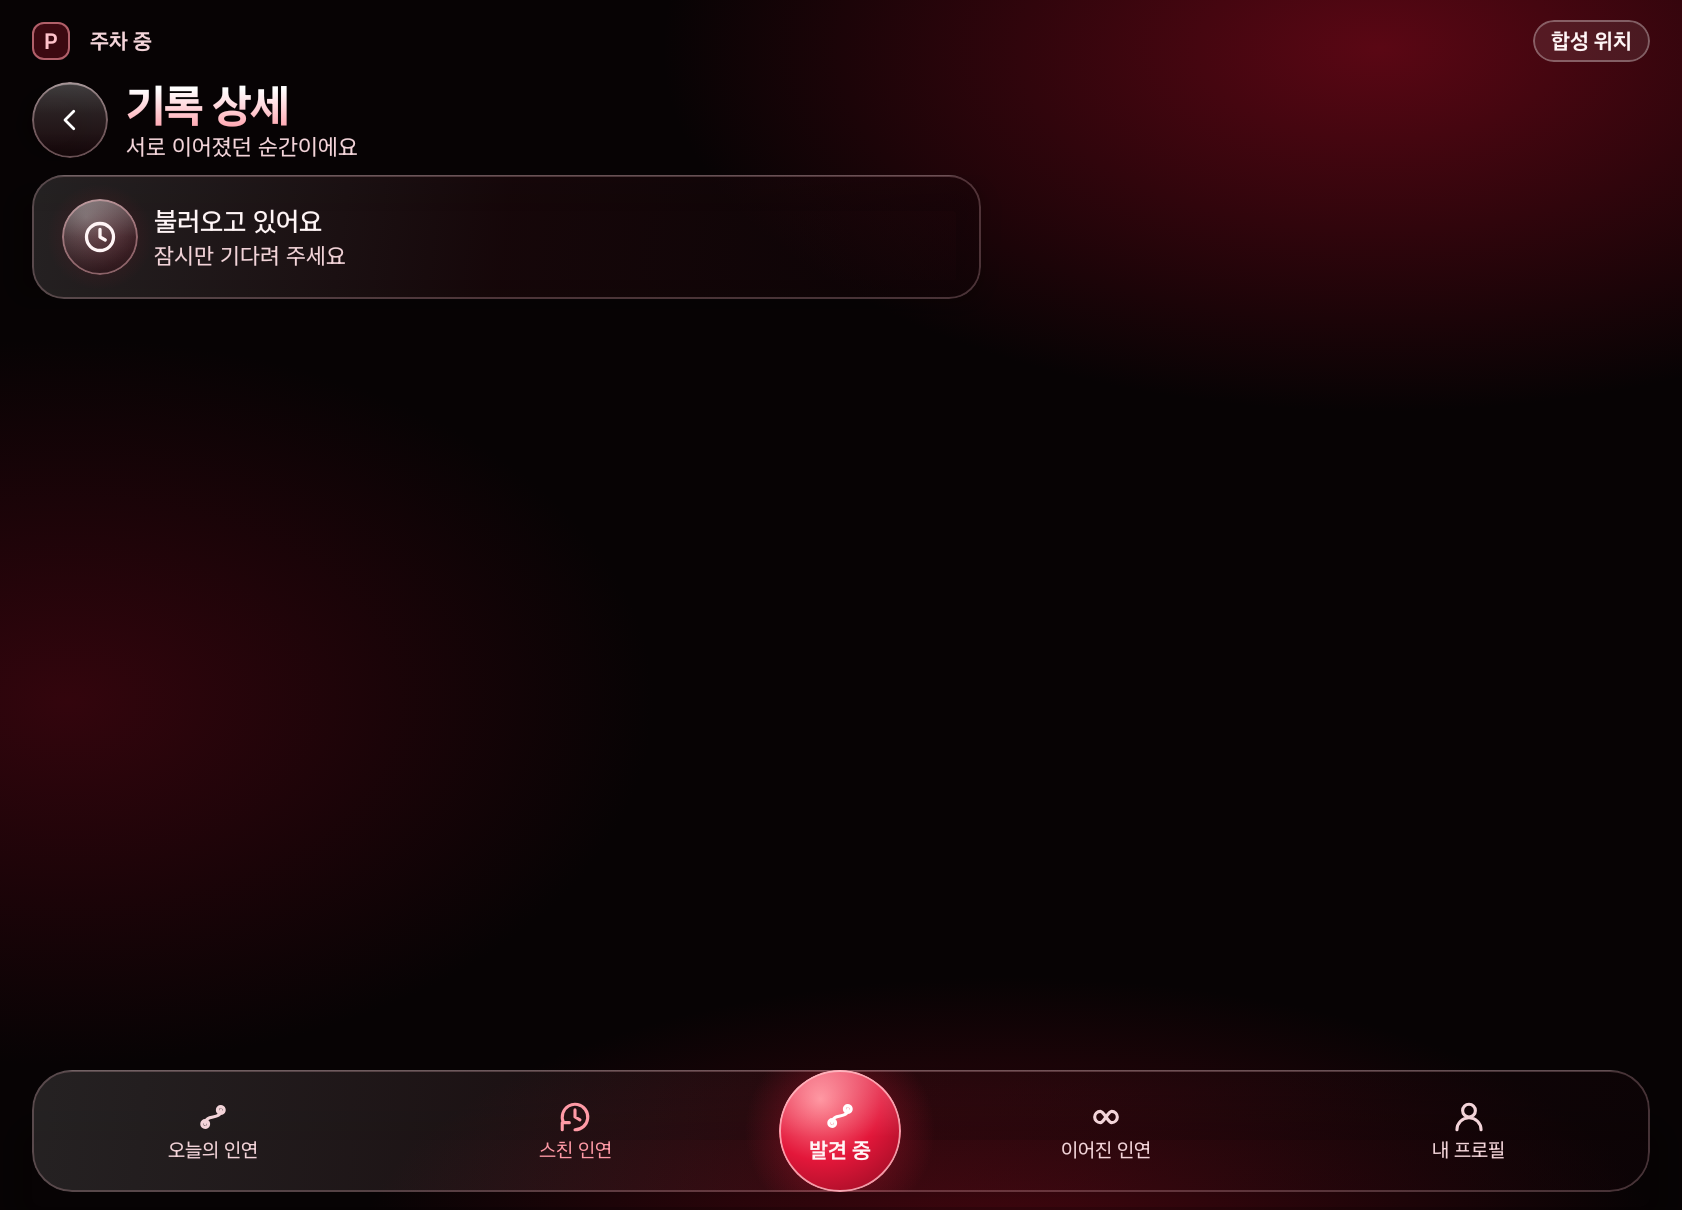 P 주차 중
합성 위치
기록 상세
서로 이어졌던 순간이에요
불러오고 있어요
잠시만 기다려 주세요
오늘의 인연
스친 인연
발견 중
이어진 인연
내 프로필